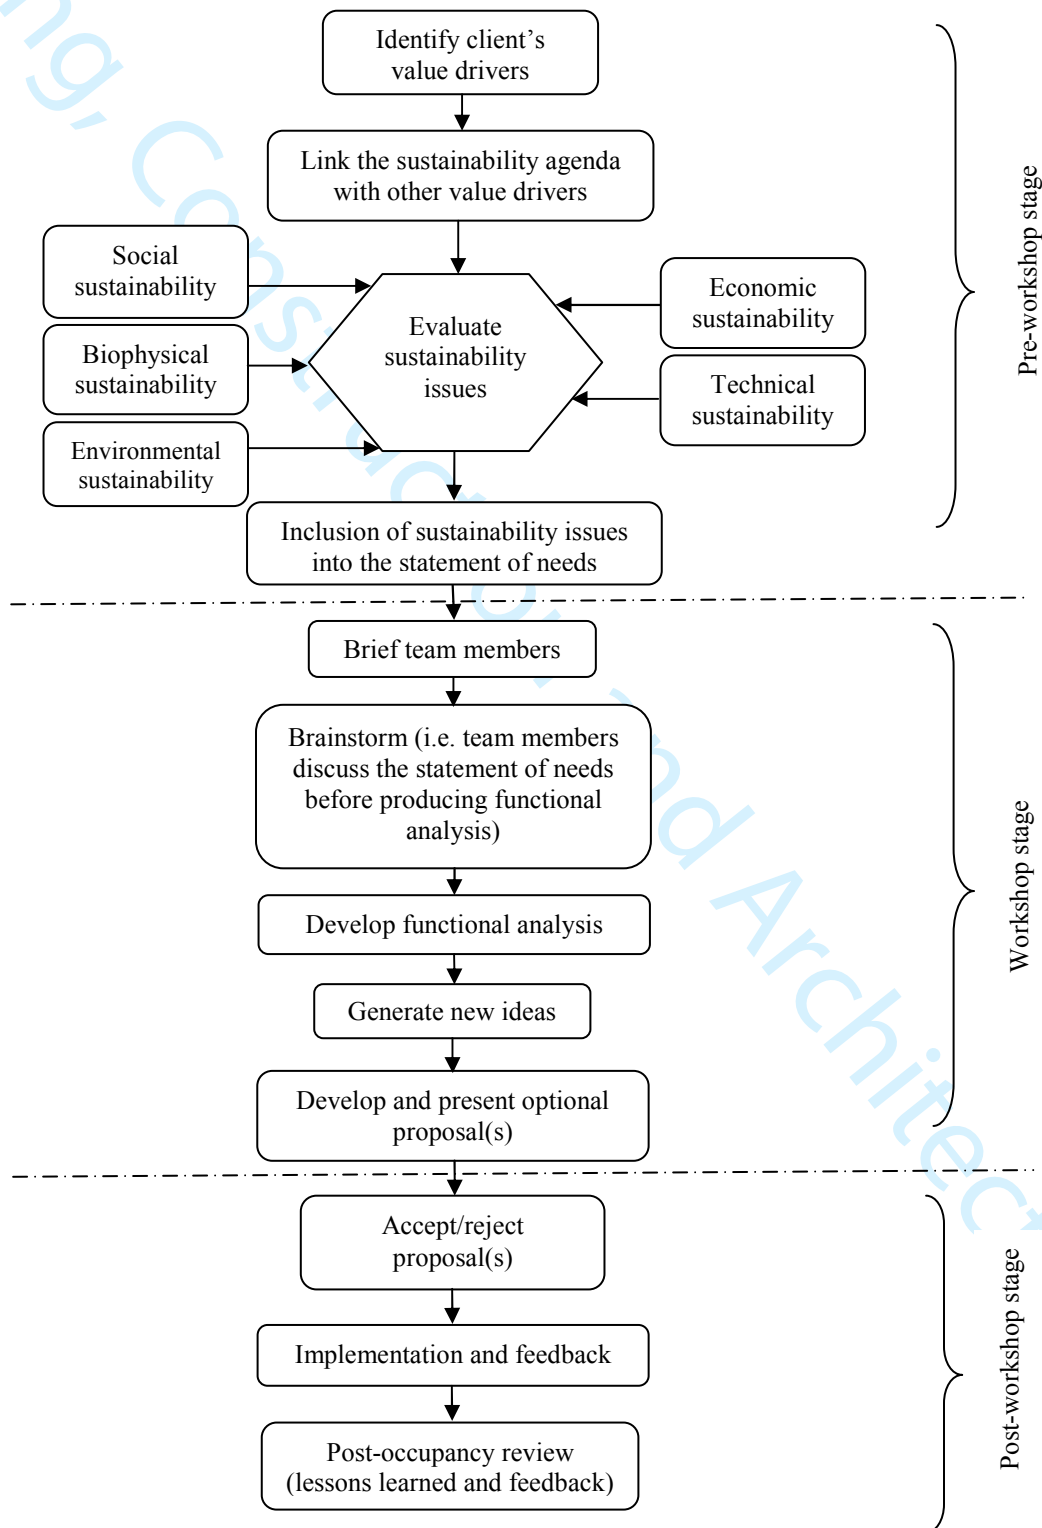 Identify client’s
value drivers
Link the sustainability agenda
with other value drivers
Social
sustainability
Biophysical
sustainability
Environmental
sustainability
Evaluate
sustainability
issues
Economic
sustainability
Technical
sustainability
Inclusion of sustainability issues
into the statement of needs
Pre-workshop stage
Brief team members
Brainstorm (i.e. team members
discuss the statement of needs
before producing functional
analysis)
Develop functional analysis
Generate new ideas
Develop and present optional
proposal(s)
Workshop stage
Accept/reject
proposal(s)
Implementation and feedback
Post-occupancy review
(lessons learned and feedback)
Post-workshop stage
ng, Construction and Architect